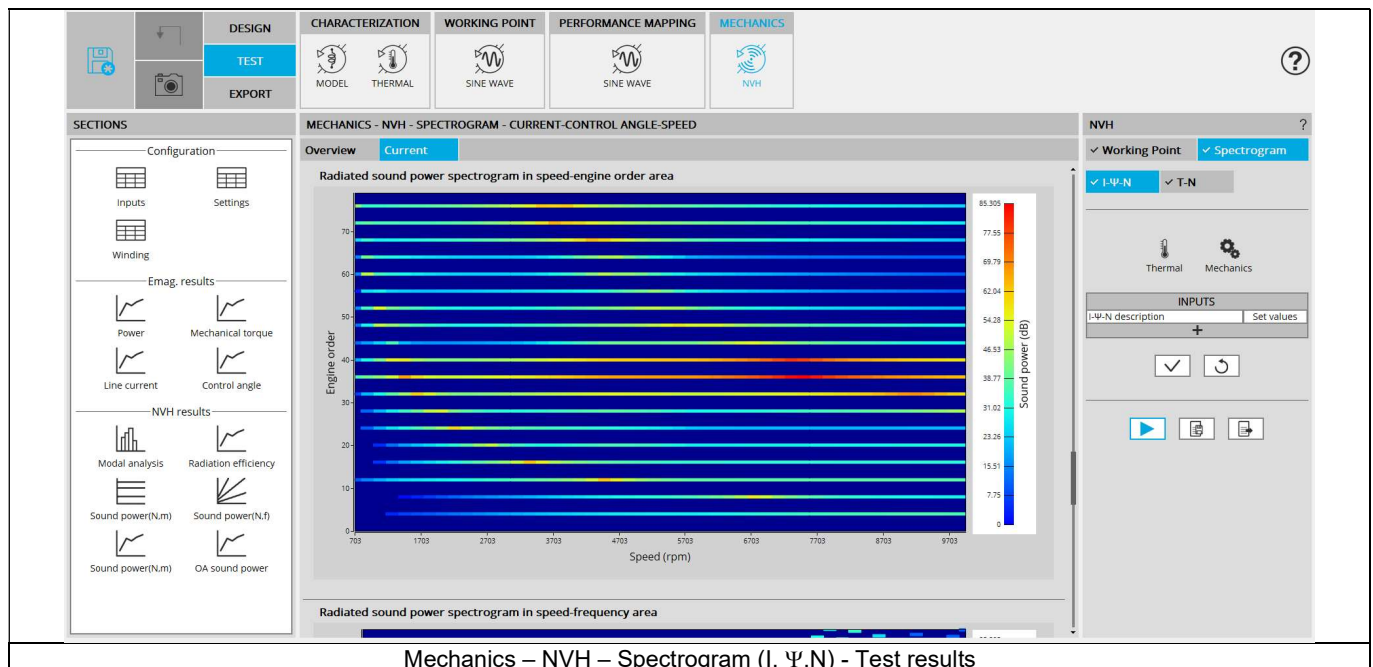 DESIGN
TEST
EXPORT
CHARACTERIZATION
MODEL THERMAL
WORKING POINT
SINE WAVE
PERFORMANCE MAPPING
SINE WAVE
MECHANICS
NVH
?
SECTIONS
Configuration
Inputs Settings
Winding
Emag. results
Power Mechanical torque
Line current Control angle
NVH results
Modal analysis Radiation efficiency
Sound power(N,m) Sound power(N,f)
Sound power(N,m) OA sound power
MECHANICS - NVH - SPECTROGRAM - CURRENT-CONTROL ANGLE-SPEED
Overview Current
Radiated sound power spectrogram in speed-engine order area
Engine order
70
60
50
40
30
20
10
0
703 1703 2703 3703 4703 5703 6703 7703 8703 9703
Speed (rpm)
85.305
77.55
69.79
62.04
54.28
46.53
38.77
31.02
23.26
15.51
7.75
0
Sound power (dB)
Radiated sound power spectrogram in speed-frequency area
NVH ?
Working Point Spectrogram
I-Ψ-N T-N
Thermal Mechanics
INPUTS
I-Ψ-N description Set values
+
Mechanics – NVH – Spectrogram (I, Ψ,N) - Test results